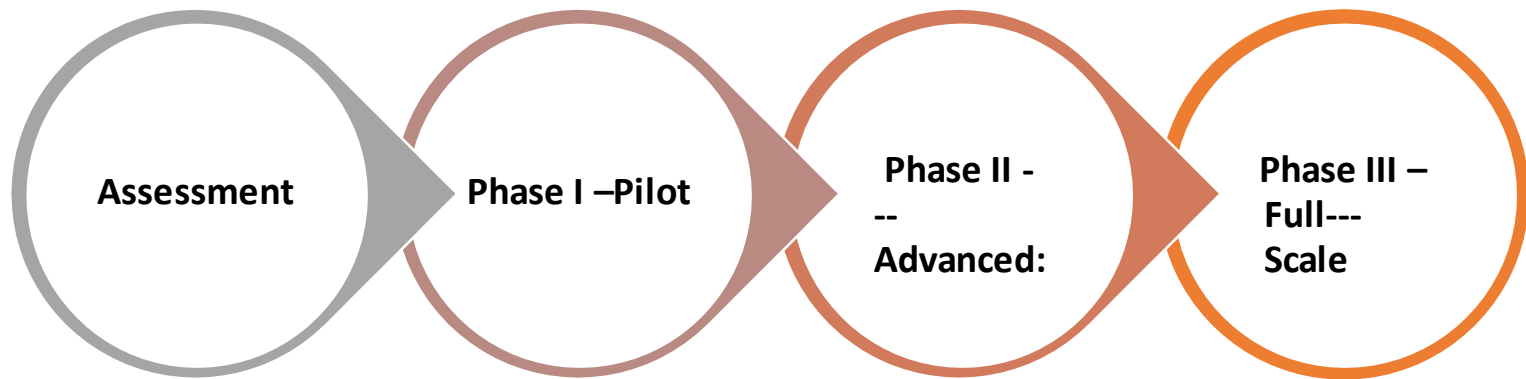 Assessment
Phase I –Pilot
Phase II -
--
Advanced:
Phase III –
Full---
Scale